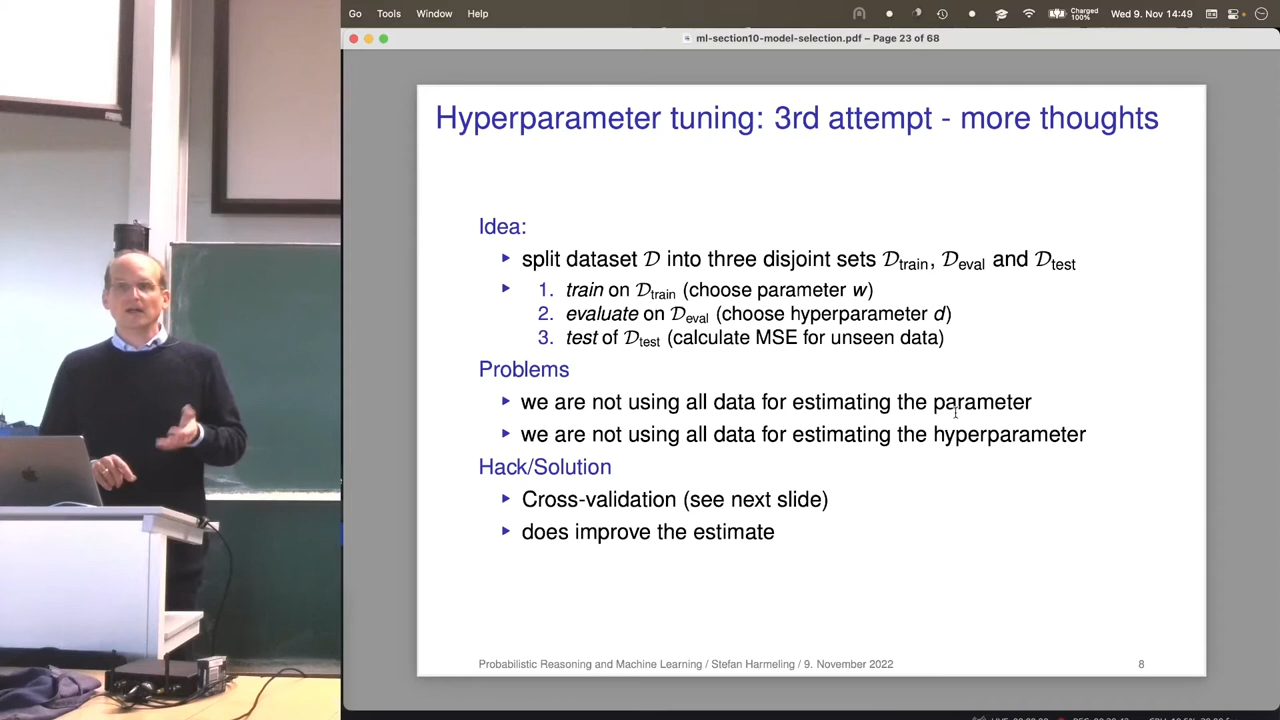 Go Tools Window Help Charged 100% Wed 9. Nov 14:49
ml-section10-model-selection.pdf – Page 23 of 68
Hyperparameter tuning: 3rd attempt - more thoughts
Idea:
split dataset D into three disjoint sets Dtrain, Deval and Dtest
1. train on Dtrain (choose parameter w)
2. evaluate on Deval (choose hyperparameter d)
3. test of Dtest (calculate MSE for unseen data)
Problems
we are not using all data for estimating the parameter
we are not using all data for estimating the hyperparameter
Hack/Solution
Cross-validation (see next slide)
does improve the estimate
Probabilistic Reasoning and Machine Learning / Stefan Harmeling / 9. November 2022 8